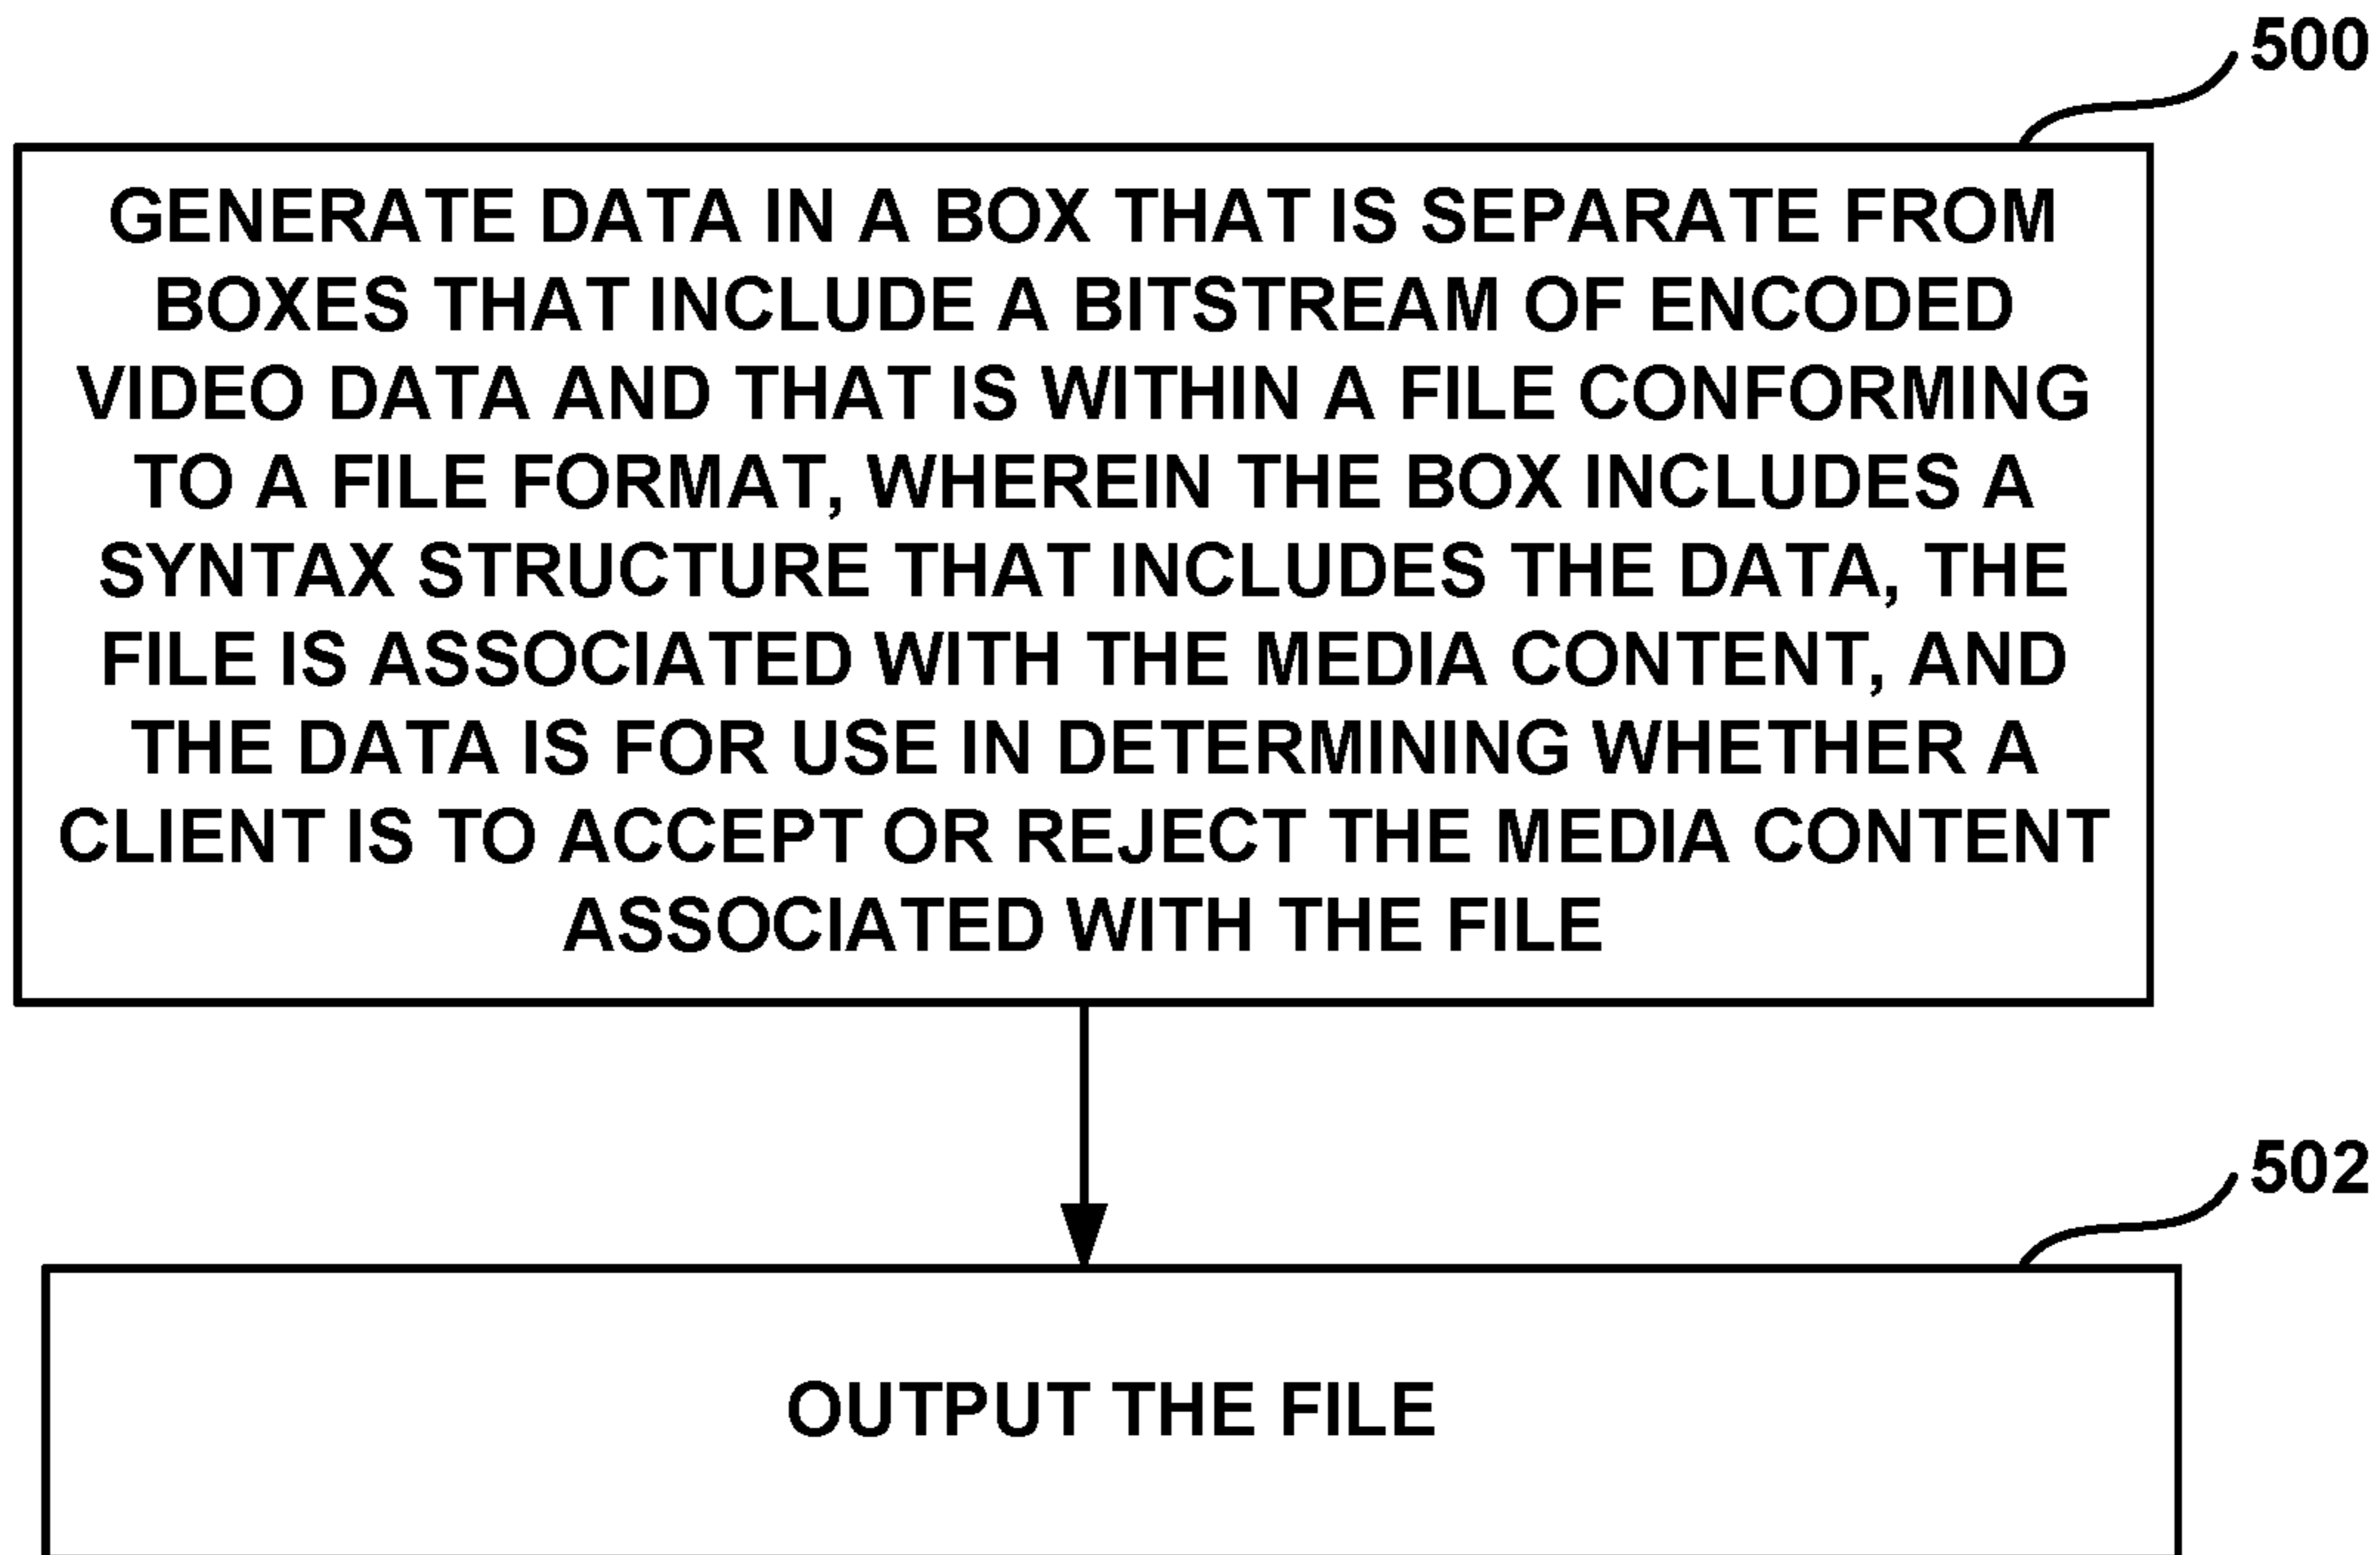 500
GENERATE DATA IN A BOX THAT IS SEPARATE FROM
BOXES THAT INCLUDE A BITSTREAM OF ENCODED
VIDEO DATA AND THAT IS WITHIN A FILE CONFORMING
TO A FILE FORMAT, WHEREIN THE BOX INCLUDES A
SYNTAX STRUCTURE THAT INCLUDES THE DATA, THE
FILE IS ASSOCIATED WITH THE MEDIA CONTENT, AND
THE DATA IS FOR USE IN DETERMINING WHETHER A
CLIENT IS TO ACCEPT OR REJECT THE MEDIA CONTENT
ASSOCIATED WITH THE FILE
502
OUTPUT THE FILE